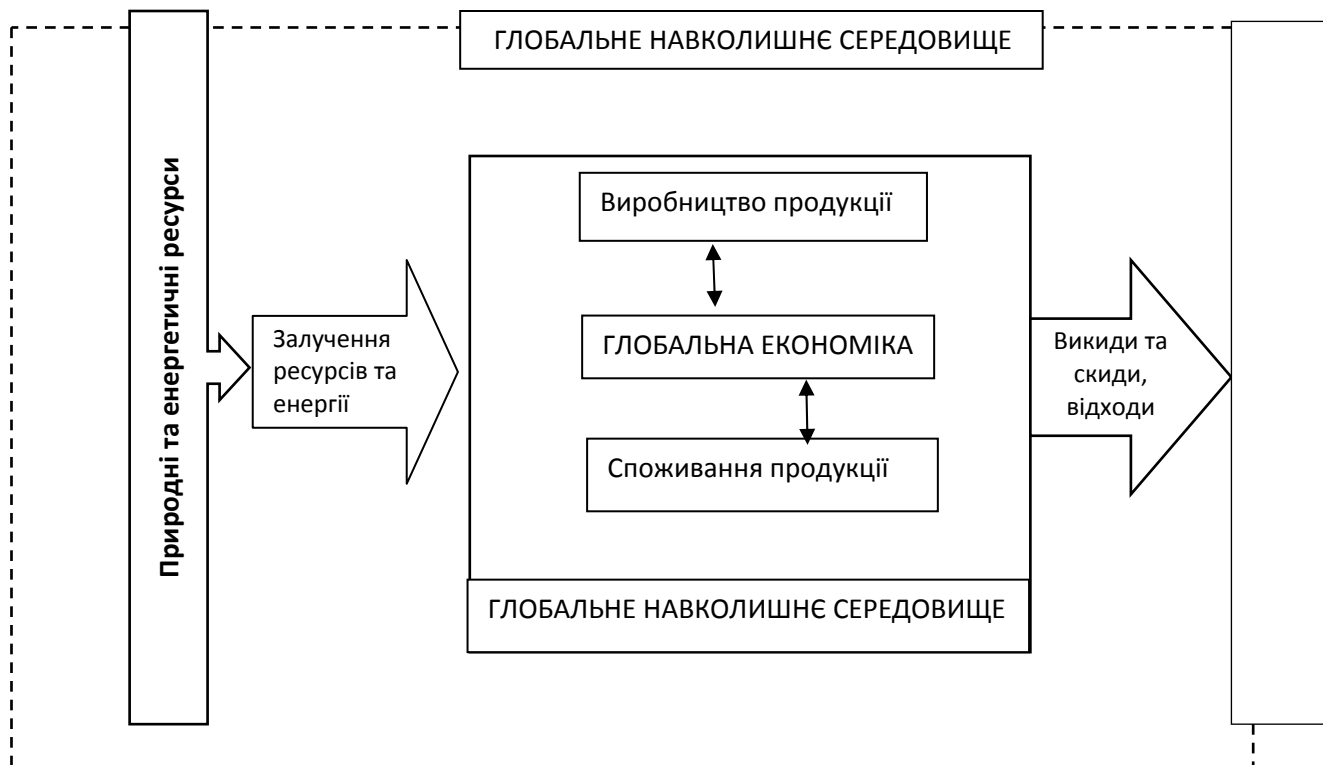 ГЛОБАЛЬНЕ НАВКОЛИШНЄ СЕРЕДОВИЩЕ
Природні та енергетичні ресурси
Залучення
ресурсів та
енергії
Виробництво продукції
ГЛОБАЛЬНА ЕКОНОМІКА
Споживання продукції
ГЛОБАЛЬНЕ НАВКОЛИШНЄ СЕРЕДОВИЩЕ
Викиди та
скиди,
відходи